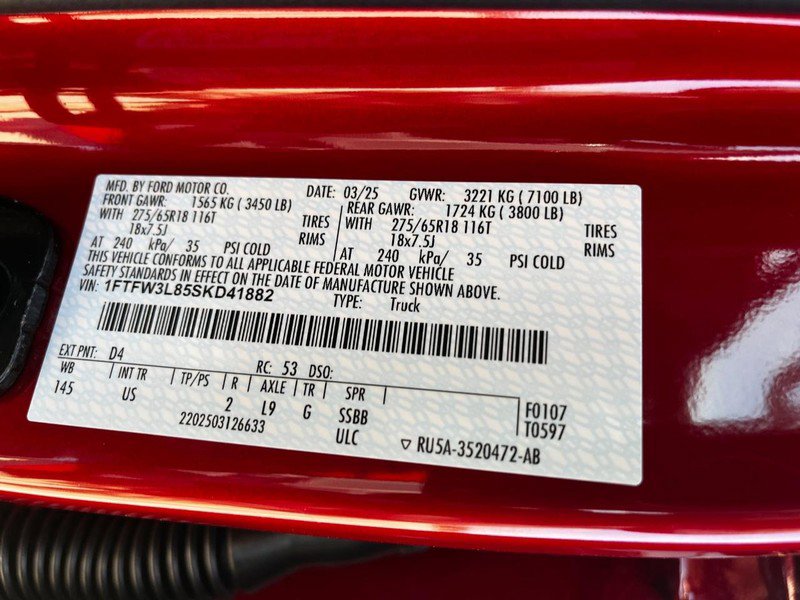 MFD. BY FORD MOTOR CO. DATE: 03/25 GVWR: 3221 KG ( 7100 LB)
FRONT GAWR: 1565 KG ( 3450 LB) REAR GAWR: 1724 KG ( 3800 LB)
WITH 275/65R18 116T TIRES WITH 275/65R18 116T TIRES
18x7.5J RIMS 18x7.5J RIMS
AT 240 kPa/ 35 PSI COLD AT 240 kPa/ 35 PSI COLD
THIS VEHICLE CONFORMS TO ALL APPLICABLE FEDERAL MOTOR VEHICLE
SAFETY STANDARDS IN EFFECT ON THE DATE OF MANUFACTURE SHOWN ABOVE.
VIN: 1FTFW3L85SKD41882 TYPE: Truck
EXT PNT: D4 RC: 53 DSO:
WB INT TR TP/PS R AXLE TR SPR
145 US 2 L9 G SSBB F0107
2202503126633 ULC T0597
RU5A-3520472-AB